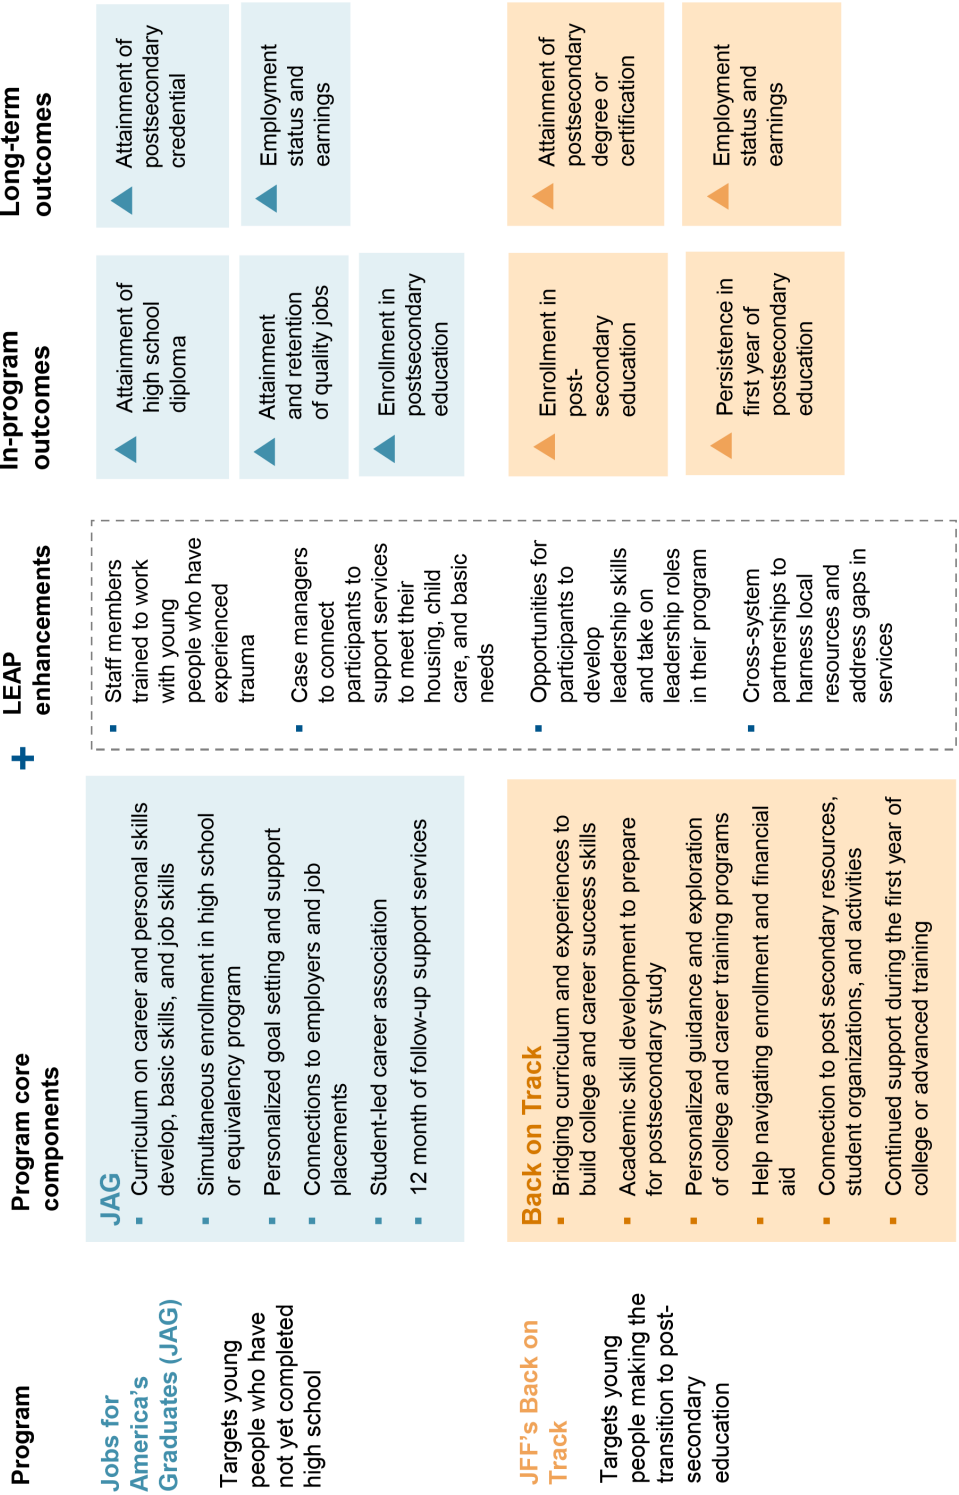 Program
Program core
components
+
LEAP
enhancements
In-program
outcomes
Long-term
outcomes
Jobs for
America’s
Graduates (JAG)
Targets young
people who have
not yet completed
high school
JAG
▪ Curriculum on career and personal skills
develop, basic skills, and job skills
▪ Simultaneous enrollment in high school
or equivalency program
▪ Personalized goal setting and support
▪ Connections to employers and job
placements
▪ Student-led career association
▪ 12 month of follow-up support services
▪ Staff members
trained to work
with young
people who have
experienced
trauma
▪ Case managers
to connect
participants to
support services
to meet their
housing, child
care, and basic
needs
▪ Opportunities for
participants to
develop
leadership skills
and take on
leadership roles
in their program
▪ Cross-system
partnerships to
harness local
resources and
address gaps in
services
Attainment of
high school
diploma
Attainment
and retention
of quality jobs
Enrollment in
postsecondary
education
Attainment of
postsecondary
credential
Employment
status and
earnings
JFF’s Back on
Track
Targets young
people making the
transition to post-
secondary
education
Back on Track
▪ Bridging curriculum and experiences to
build college and career success skills
▪ Academic skill development to prepare
for postsecondary study
▪ Personalized guidance and exploration
of college and career training programs
▪ Help navigating enrollment and financial
aid
▪ Connection to post secondary resources,
student organizations, and activities
▪ Continued support during the first year of
college or advanced training
Enrollment in
post-
secondary
education
Persistence in
first year of
postsecondary
education
Attainment of
postsecondary
degree or
certification
Employment
status and
earnings